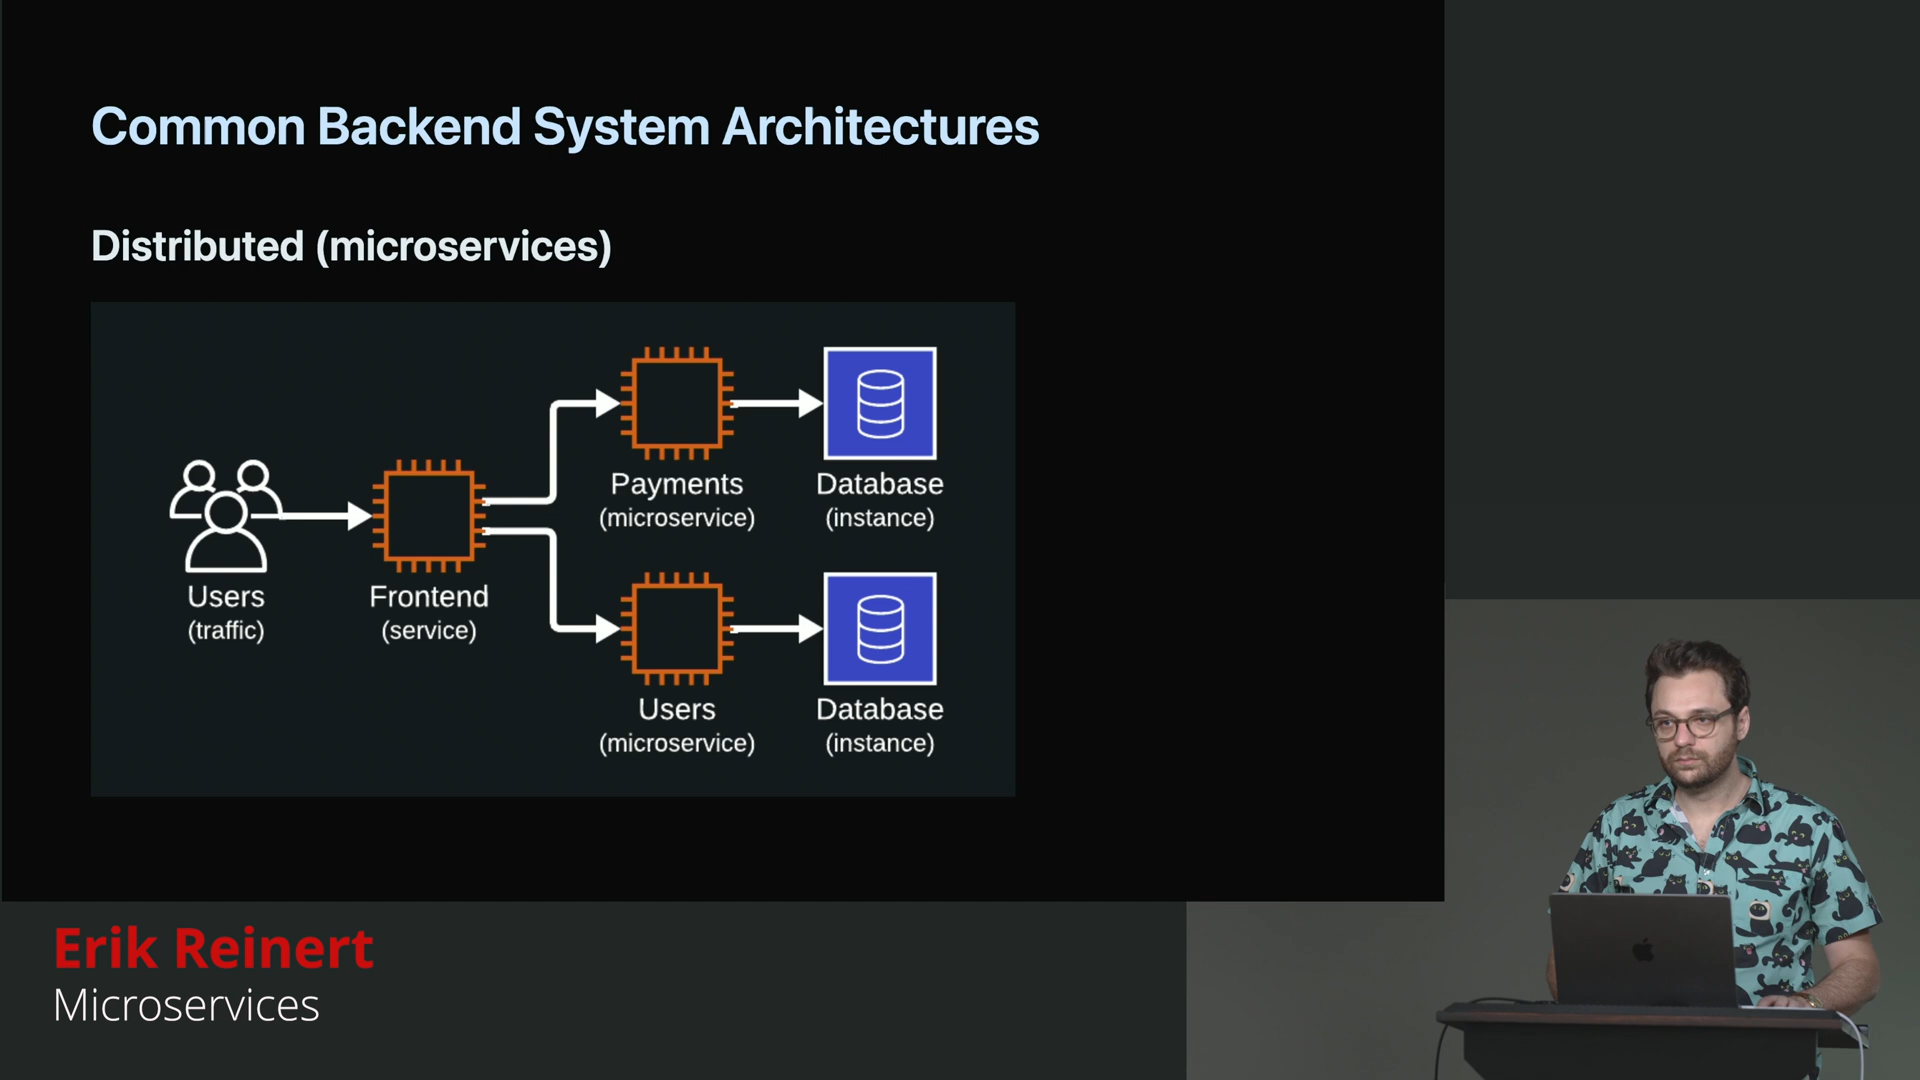 Common Backend System Architectures
Distributed (microservices)
Payments
(microservice)
Database
(instance)
Users
(traffic)
Frontend
(service)
Users
(microservice)
Database
(instance)
Erik Reinert
Microservices